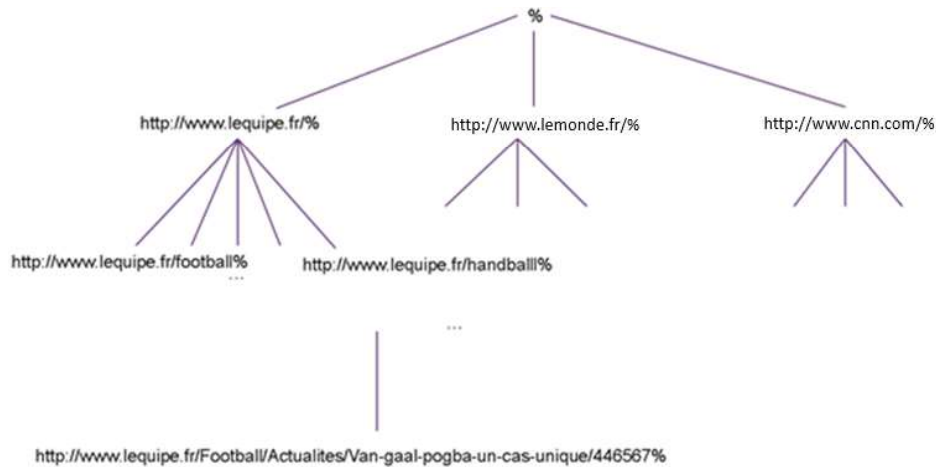 %
http://www.lequipe.fr/% http://www.lemonde.fr/% http://www.cnn.com/%
http://www.lequipe.fr/football% http://www.lequipe.fr/handballl%
...
...
http://www.lequipe.fr/Football/Actualites/Van-gaal-pogba-un-cas-unique/446567%